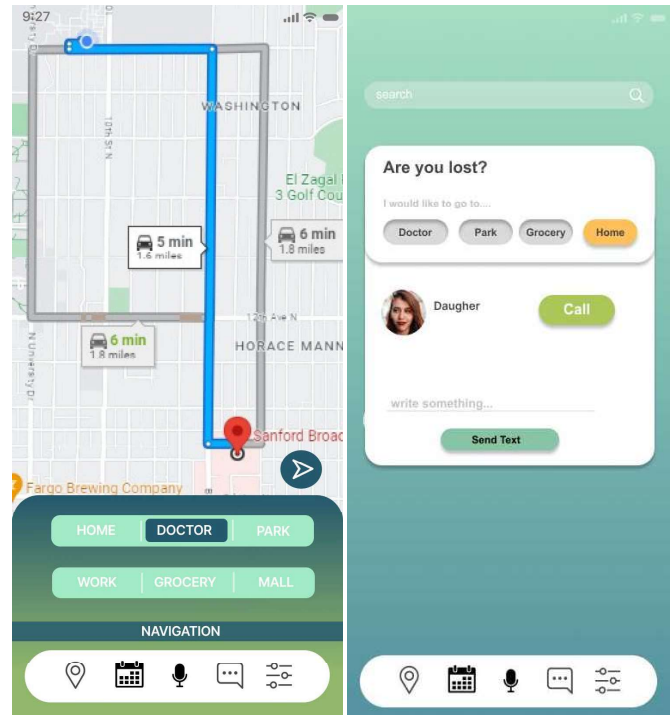 9:27
WASHINGTON
10th St N
El Zagal
3 Golf Cou
5 min
1.6 miles
6 min
1.8 miles
12th Ave N
6 min
1.8 miles
HORACE MANN
N University Dr
Sanford Broad
Fargo Brewing Company
HOME
DOCTOR
PARK
WORK
GROCERY
MALL
NAVIGATION
search
Are you lost?
I would like to go to....
Doctor
Park
Grocery
Home
Daugher
Call
write something...
Send Text